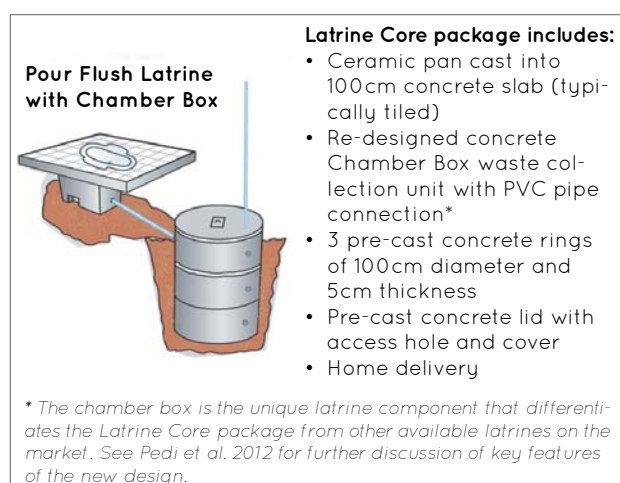 Pour Flush Latrine
with Chamber Box
Latrine Core package includes:
• Ceramic pan cast into
100cm concrete slab (typi-
cally tiled)
• Re-designed concrete
Chamber Box waste col-
lection unit with PVC pipe
connection*
• 3 pre-cast concrete rings
of 100cm diameter and
5cm thickness
• Pre-cast concrete lid with
access hole and cover
• Home delivery
* The chamber box is the unique latrine component that differenti-
ates the Latrine Core package from other available latrines on the
market. See Pedi et al. 2012 for further discussion of key features
of the new design.